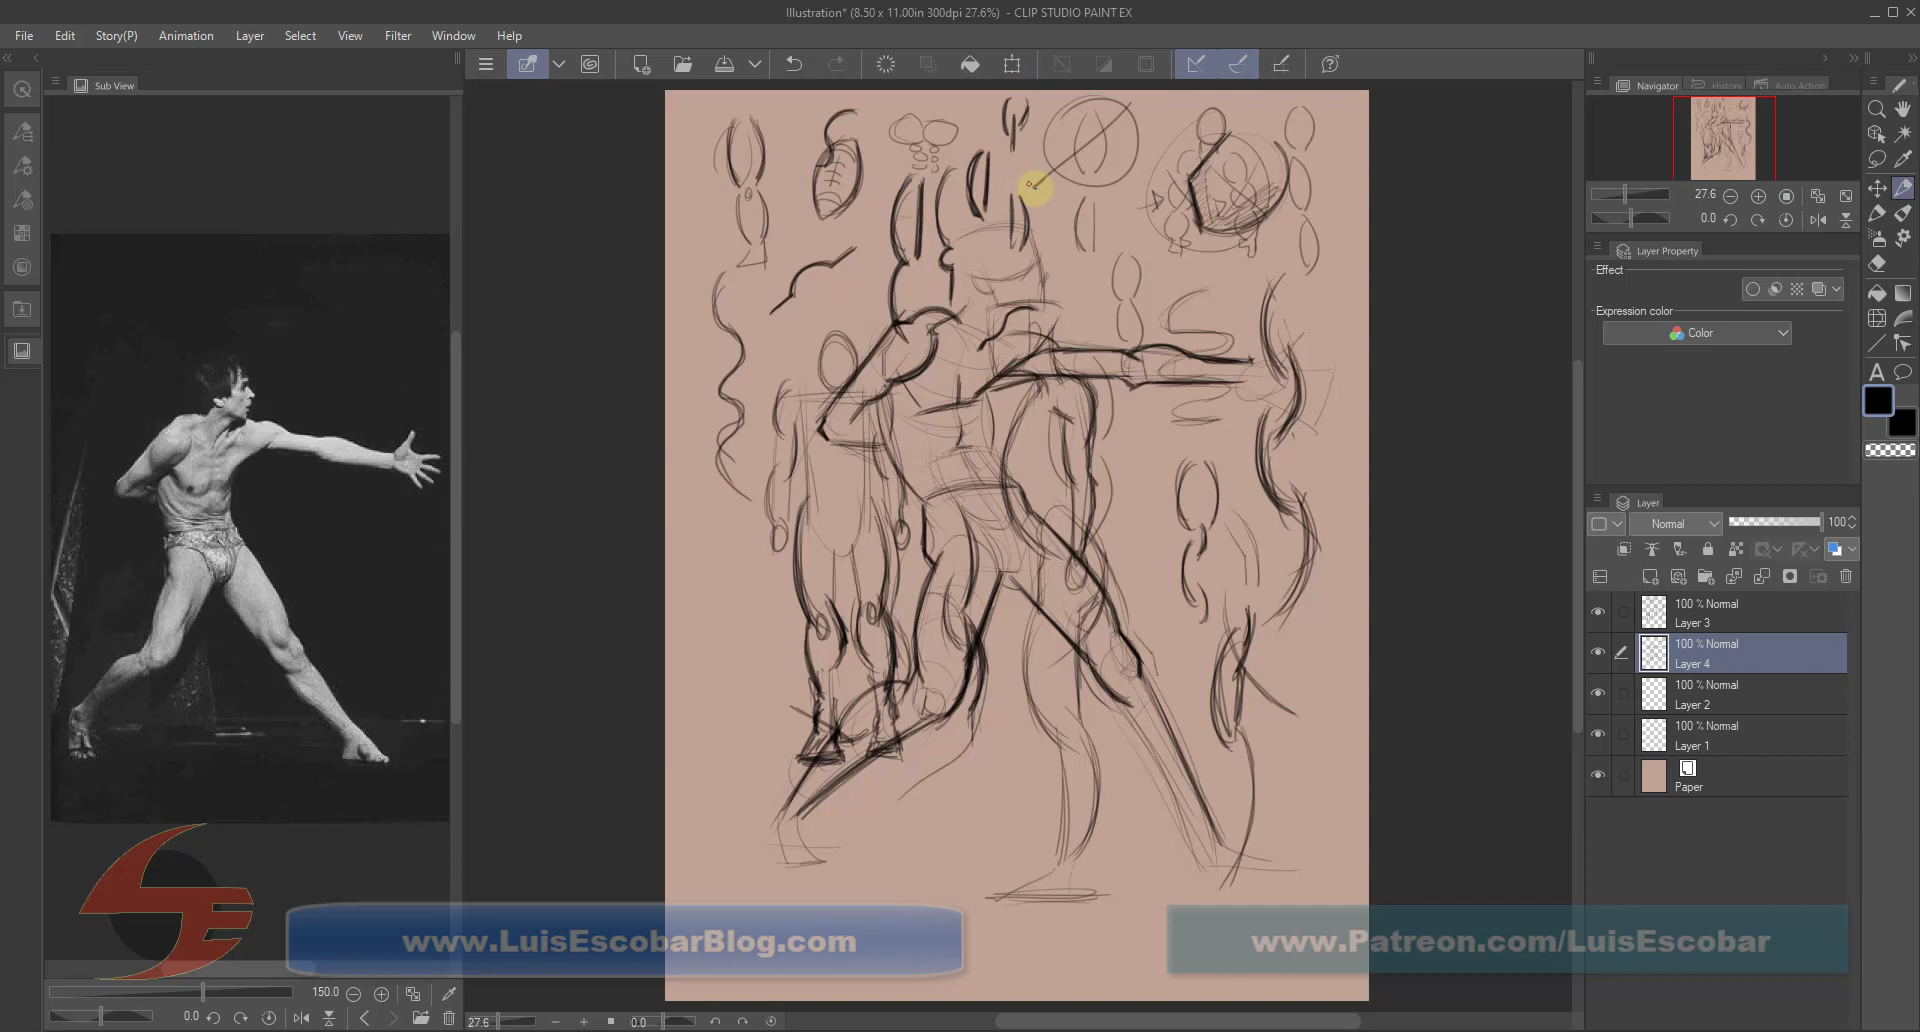 Illustration* (8.50 x 11.00in 300dpi 27.6%) - CLIP STUDIO PAINT EX
File Edit Story(P) Animation Layer Select View Filter Window Help
Sub View
Navigator History Auto Action
27.6
0.0
Layer Property
Effect
Expression color
Color
A
Layer
Normal 100
100 % Normal
Layer 3
100 % Normal
Layer 4
100 % Normal
Layer 2
100 % Normal
Layer 1
Paper
www.LuisEscobarBlog.com
www.Patreon.com/LuisEscobar
150.0
0.0
27.6 0.0